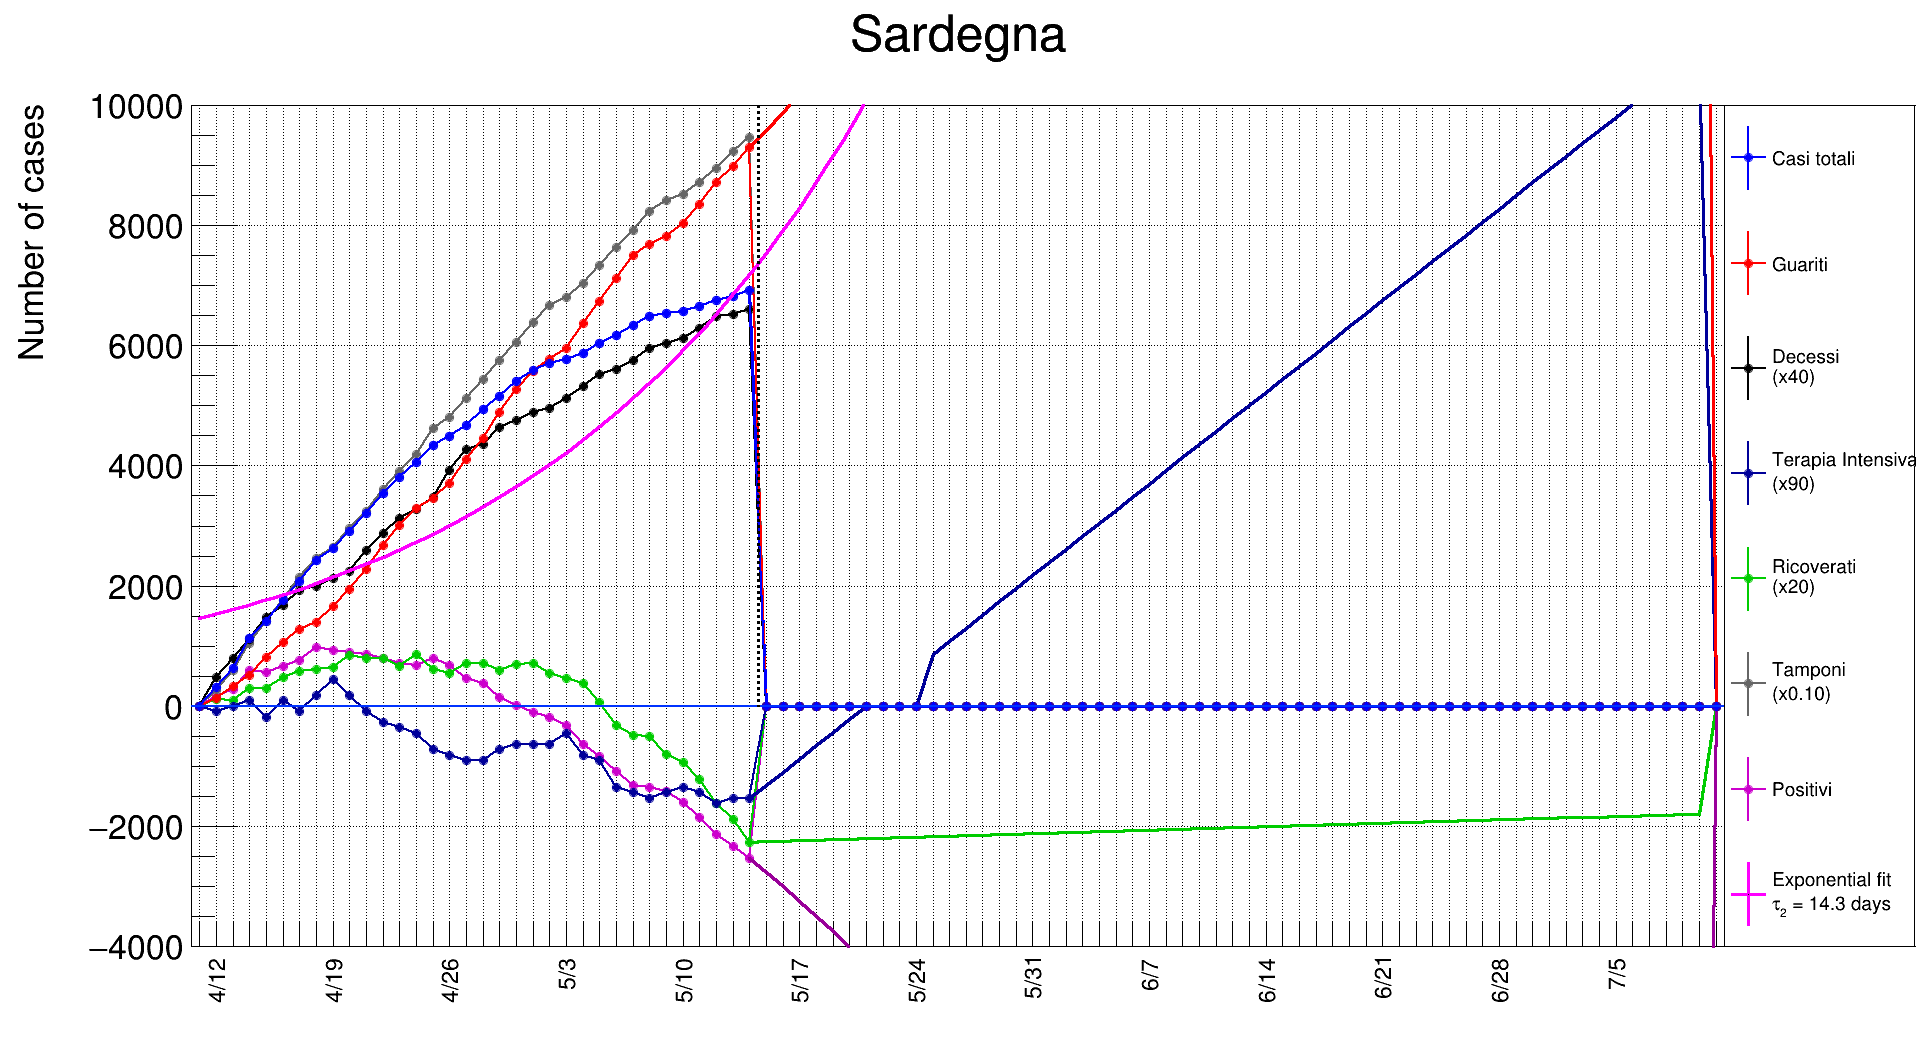 Sardegna
Number of cases
10000
8000
6000
4000
2000
0
−2000
−4000
4/12
4/19
4/26
5/3
5/10
5/17
5/24
5/31
6/7
6/14
6/21
6/28
7/5
Casi totali
Guariti
Decessi
(x40)
Terapia Intensiva
(x90)
Ricoverati
(x20)
Tamponi
(x0.10)
Positivi
Exponential fit
τ2 = 14.3 days